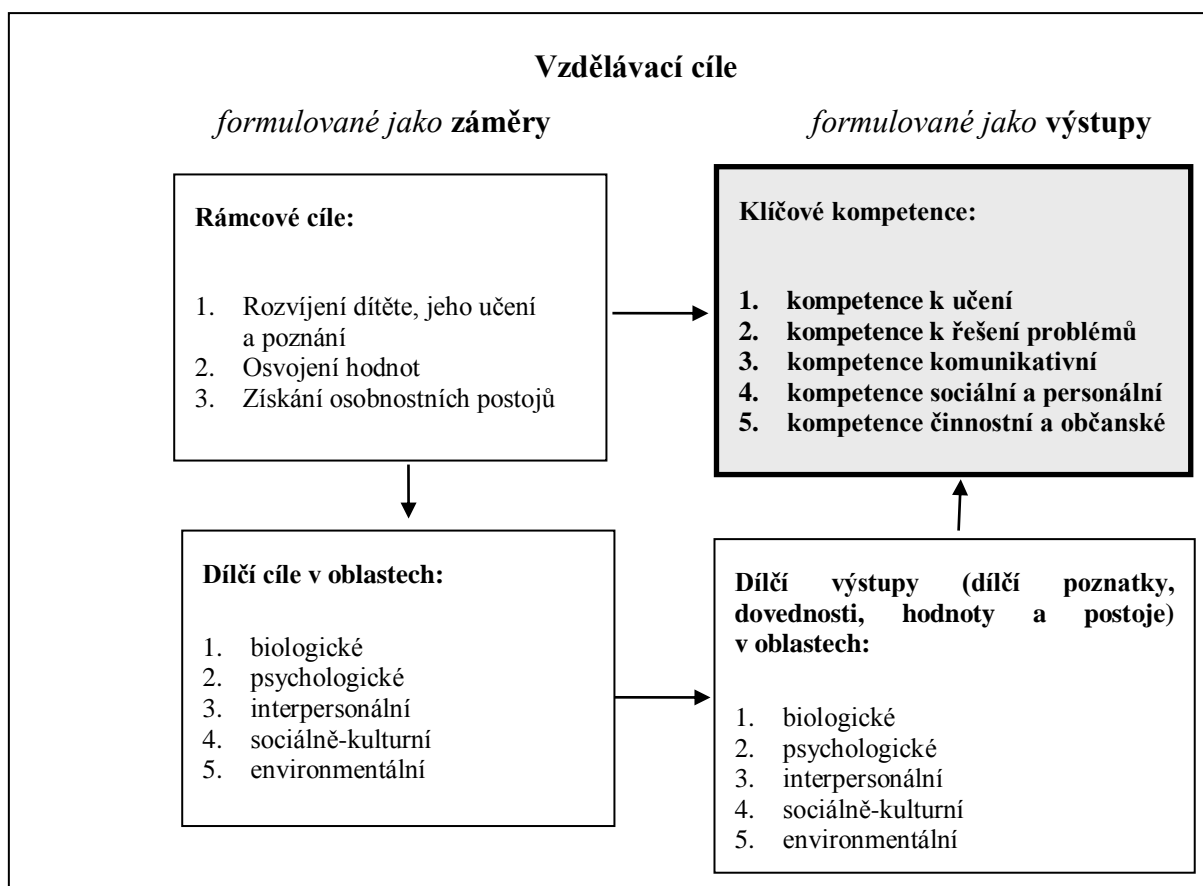 Vzdělávací cíle
formulované jako záměry
formulované jako výstupy
Rámcové cíle:
1. Rozvíjení dítěte, jeho učení
a poznání
2. Osvojení hodnot
3. Získání osobnostních postojů
Klíčové kompetence:
1. kompetence k učení
2. kompetence k řešení problémů
3. kompetence komunikativní
4. kompetence sociální a personální
5. kompetence činnostní a občanské
Dílčí cíle v oblastech:
1. biologické
2. psychologické
3. interpersonální
4. sociálně-kulturní
5. environmentální
Dílčí výstupy (dílčí poznatky,
dovednosti, hodnoty a postoje)
v oblastech:
1. biologické
2. psychologické
3. interpersonální
4. sociálně-kulturní
5. environmentální